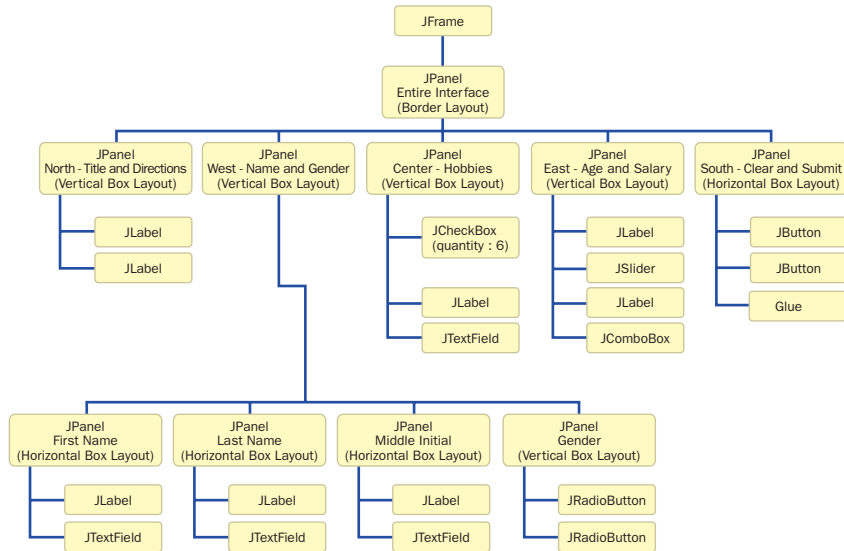 JFrame
JPanel
Entire Interface
(Border Layout)
JPanel
North - Title and Directions
(Vertical Box Layout)
JPanel
West - Name and Gender
(Vertical Box Layout)
JPanel
Center - Hobbies
(Vertical Box Layout)
JPanel
East - Age and Salary
(Vertical Box Layout)
JPanel
South - Clear and Submit
(Horizontal Box Layout)
JLabel
JLabel
JCheckBox
(quantity : 6)
JLabel
JTextField
JLabel
JSlider
JLabel
JComboBox
JButton
JButton
Glue
JPanel
First Name
(Horizontal Box Layout)
JPanel
Last Name
(Horizontal Box Layout)
JPanel
Middle Initial
(Horizontal Box Layout)
JPanel
Gender
(Vertical Box Layout)
JLabel
JTextField
JLabel
JTextField
JLabel
JTextField
JRadioButton
JRadioButton